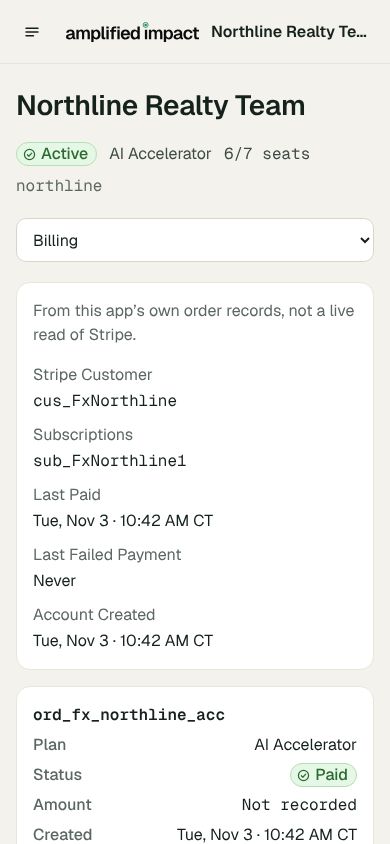 amplified impact Northline Realty Te...
Northline Realty Team
Active AI Accelerator 6/7 seats
northline
Billing
From this app's own order records, not a live
read of Stripe.
Stripe Customer
cus_FxNorthline
Subscriptions
sub_FxNorthline1
Last Paid
Tue, Nov 3 · 10:42 AM CT
Last Failed Payment
Never
Account Created
Tue, Nov 3 · 10:42 AM CT
ord_fx_northline_acc
Plan AI Accelerator
Status Paid
Amount Not recorded
Created Tue, Nov 3 · 10:42 AM CT